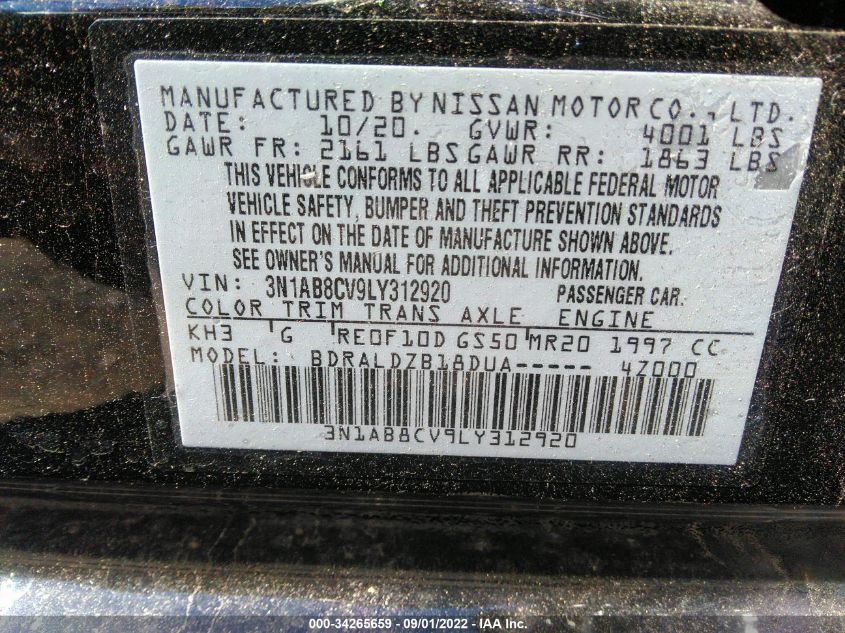 MANUFACTURED BY NISSAN MOTOR CO., LTD.
DATE: 10/20. GVWR: 4001 LBS
GAWR FR: 2161 LBS GAWR RR: 1863 LBS
THIS VEHICLE CONFORMS TO ALL APPLICABLE FEDERAL MOTOR
VEHICLE SAFETY, BUMPER AND THEFT PREVENTION STANDARDS
IN EFFECT ON THE DATE OF MANUFACTURE SHOWN ABOVE.
SEE OWNER'S MANUAL FOR ADDITIONAL INFORMATION.
VIN: 3N1AB8CV9LY312920 PASSENGER CAR.
COLOR TRIM TRANS AXLE ENGINE
KH3 G RE0F10D GS50 MR20 1997 CC
MODEL: BDRALDZB18DUA----- 4Z000
3N1AB8CV9LY312920
000-34265659 - 09/01/2022 - IAAI.com